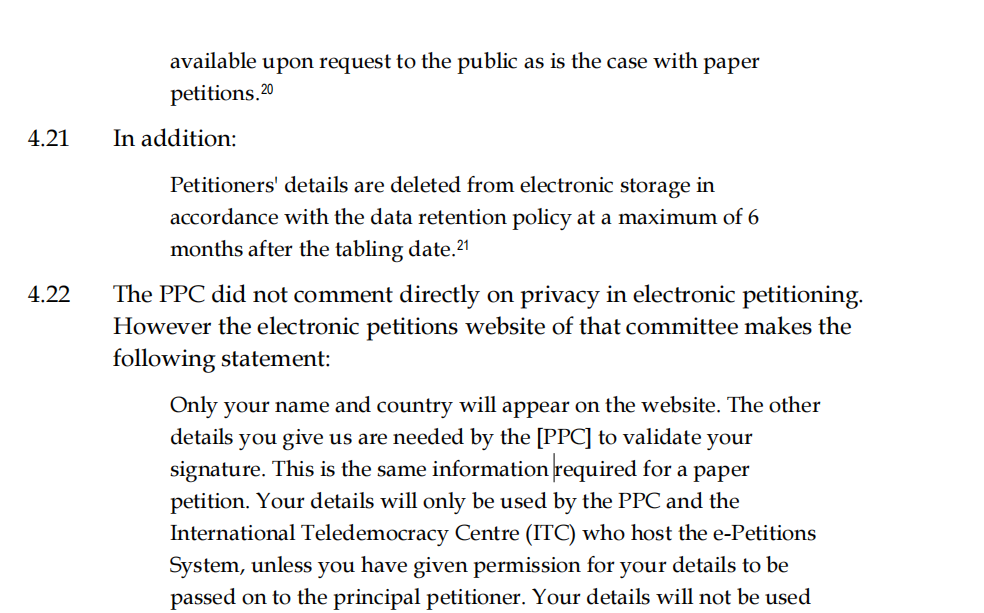 available upon request to the public as is the case with paper
petitions.20
4.21 In addition:
Petitioners' details are deleted from electronic storage in
accordance with the data retention policy at a maximum of 6
months after the tabling date.21
4.22 The PPC did not comment directly on privacy in electronic petitioning.
However the electronic petitions website of that committee makes the
following statement:
Only your name and country will appear on the website. The other
details you give us are needed by the [PPC] to validate your
signature. This is the same information required for a paper
petition. Your details will only be used by the PPC and the
International Teledemocracy Centre (ITC) who host the e-Petitions
System, unless you have given permission for your details to be
passed on to the principal petitioner. Your details will not be used